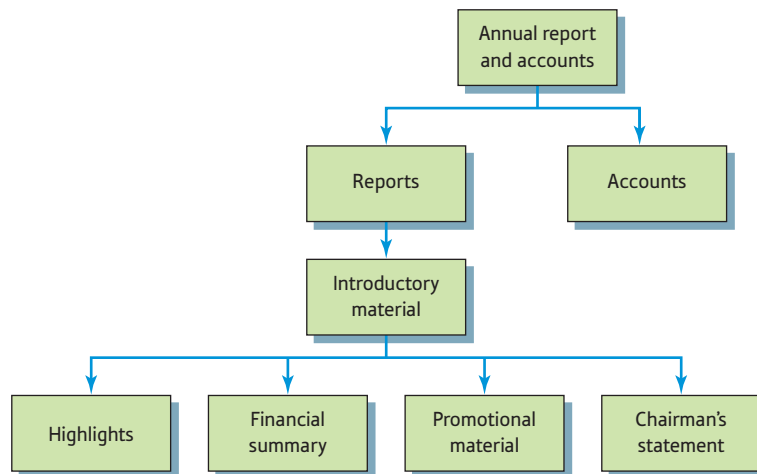 Annual report
and accounts
Reports
Accounts
Introductory
material
Highlights
Financial
summary
Promotional
material
Chairman's
statement